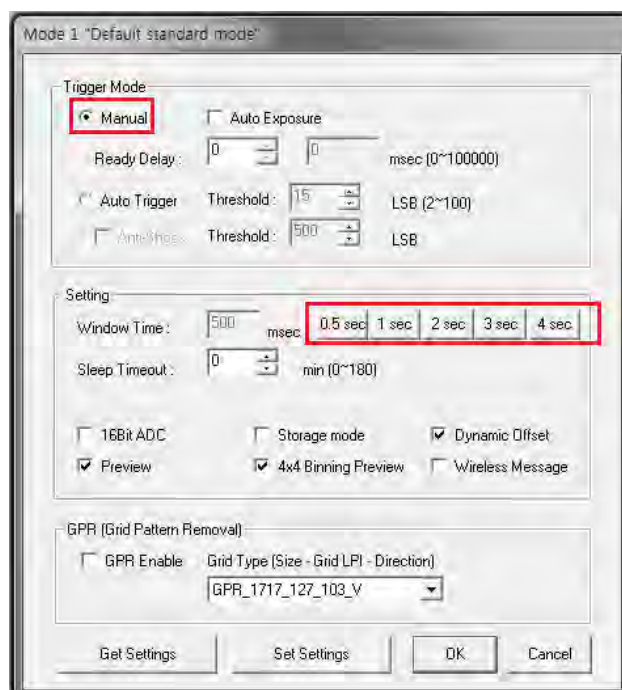 Mode 1 "Default standard mode"
Trigger Mode
Manual Auto Exposure
Ready Delay : 0 0 msec (0~100000)
Auto Trigger Threshold : 15 LSB (2~100)
Anti-Shock Threshold : 500 LSB
Setting
Window Time : 500 msec 0.5 sec 1 sec 2 sec 3 sec 4 sec
Sleep Timeout : 0 min (0~180)
16Bit ADC Storage mode Dynamic Offset
Preview 4x4 Binning Preview Wireless Message
GPR (Grid Pattern Removal)
GPR Enable Grid Type (Size - Grid LPI - Direction)
GPR_1717_127_103_V
Get Settings Set Settings OK Cancel